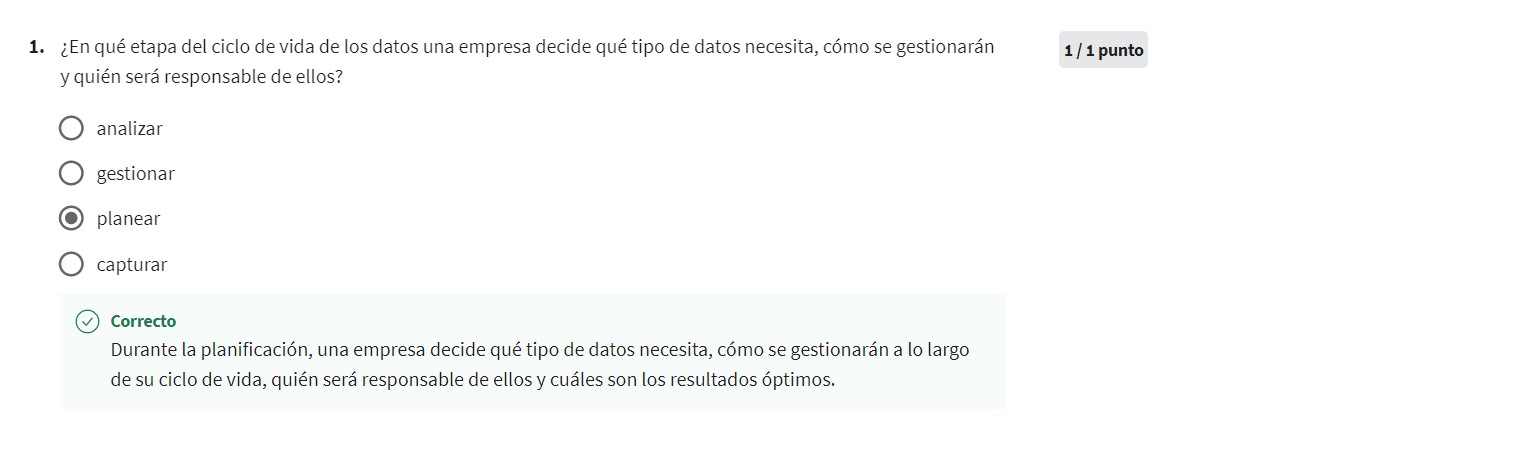 1. ¿En qué etapa del ciclo de vida de los datos una empresa decide qué tipo de datos necesita, cómo se gestionarán
y quién será responsable de ellos?
1 / 1 punto
analizar
gestionar
planear
capturar
Correcto
Durante la planificación, una empresa decide qué tipo de datos necesita, cómo se gestionarán a lo largo
de su ciclo de vida, quién será responsable de ellos y cuáles son los resultados óptimos.